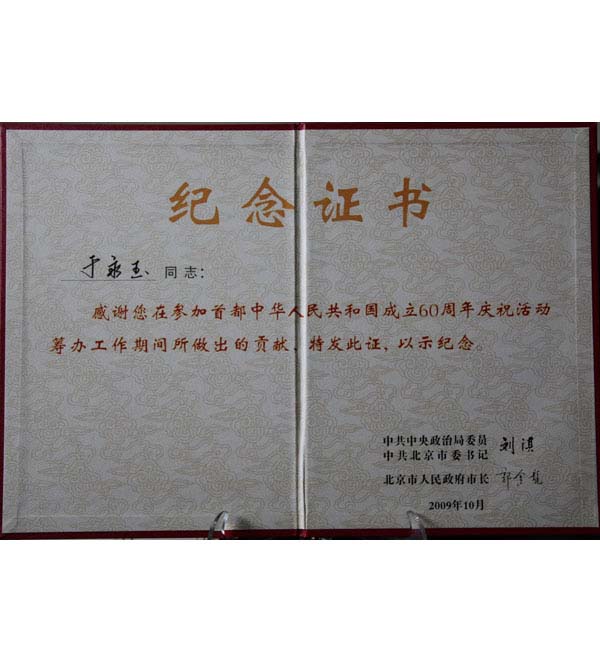 纪念证书
于永玉 同志：
感谢您在参加首都中华人民共和国成立60周年庆祝活动
筹办工作期间所做出的贡献，特发此证，以示纪念。
中共中央政治局委员
中共北京市委书记 刘淇
北京市人民政府市长 郭金龙
2009年10月